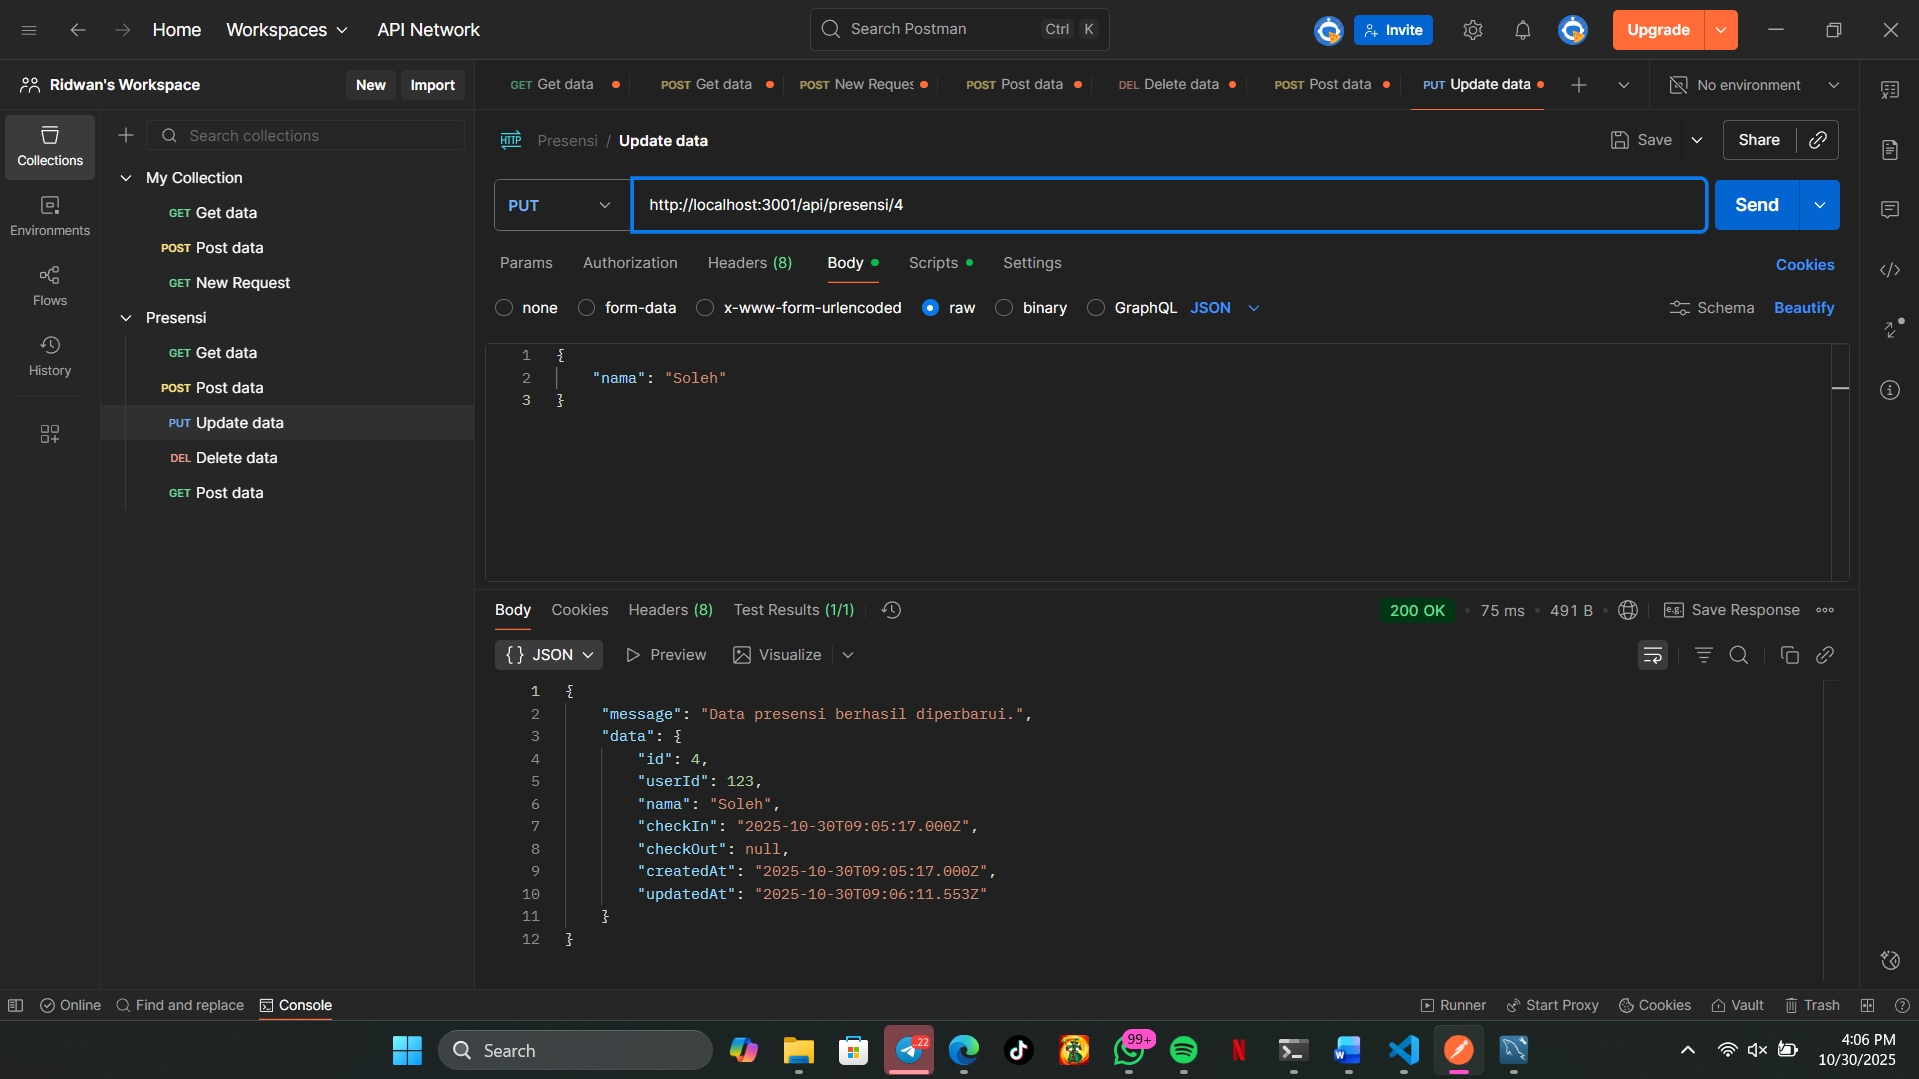 Home Workspaces API Network Search Postman Ctrl K Invite Upgrade
Ridwan's Workspace New Import GET Get data POST Get data POST New Reques POST Post data DEL Delete data POST Post data PUT Update data No environment
Search collections
HTTP Presensi / Update data Save Share
Collections
My Collection
GET Get data
POST Post data
GET New Request
Presensi
GET Get data
POST Post data
PUT Update data
DEL Delete data
GET Post data
Environments
Flows
History
PUT http://localhost:3001/api/presensi/4 Send
Params Authorization Headers (8) Body Scripts Settings Cookies
none form-data x-www-form-urlencoded raw binary GraphQL JSON Schema Beautify
1 {
2 "nama": "Soleh"
3 }
Body Cookies Headers (8) Test Results (1/1) 200 OK 75 ms 491 B e.g. Save Response
{} JSON Preview Visualize
1 {
2 "message": "Data presensi berhasil diperbarui.",
3 "data": {
4 "id": 4,
5 "userId": 123,
6 "nama": "Soleh",
7 "checkIn": "2025-10-30T09:05:17.000Z",
8 "checkOut": null,
9 "createdAt": "2025-10-30T09:05:17.000Z",
10 "updatedAt": "2025-10-30T09:06:11.553Z"
11 }
12 }
Online Find and replace Console Runner Start Proxy Cookies Vault Trash
Search ..22 99+ 4:06 PM
10/30/2025